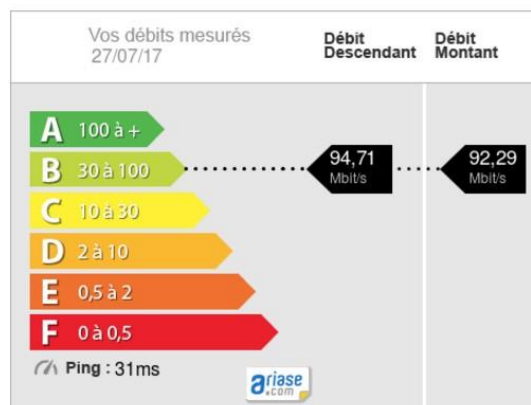 Vos débits mesurés
27/07/17
Débit
Descendant
Débit
Montant
A 100 à +
B 30 à 100
94,71
Mbit/s
92,29
Mbit/s
C 10 à 30
D 2 à 10
E 0,5 à 2
F 0 à 0,5
Ping : 31ms
ariase
.com